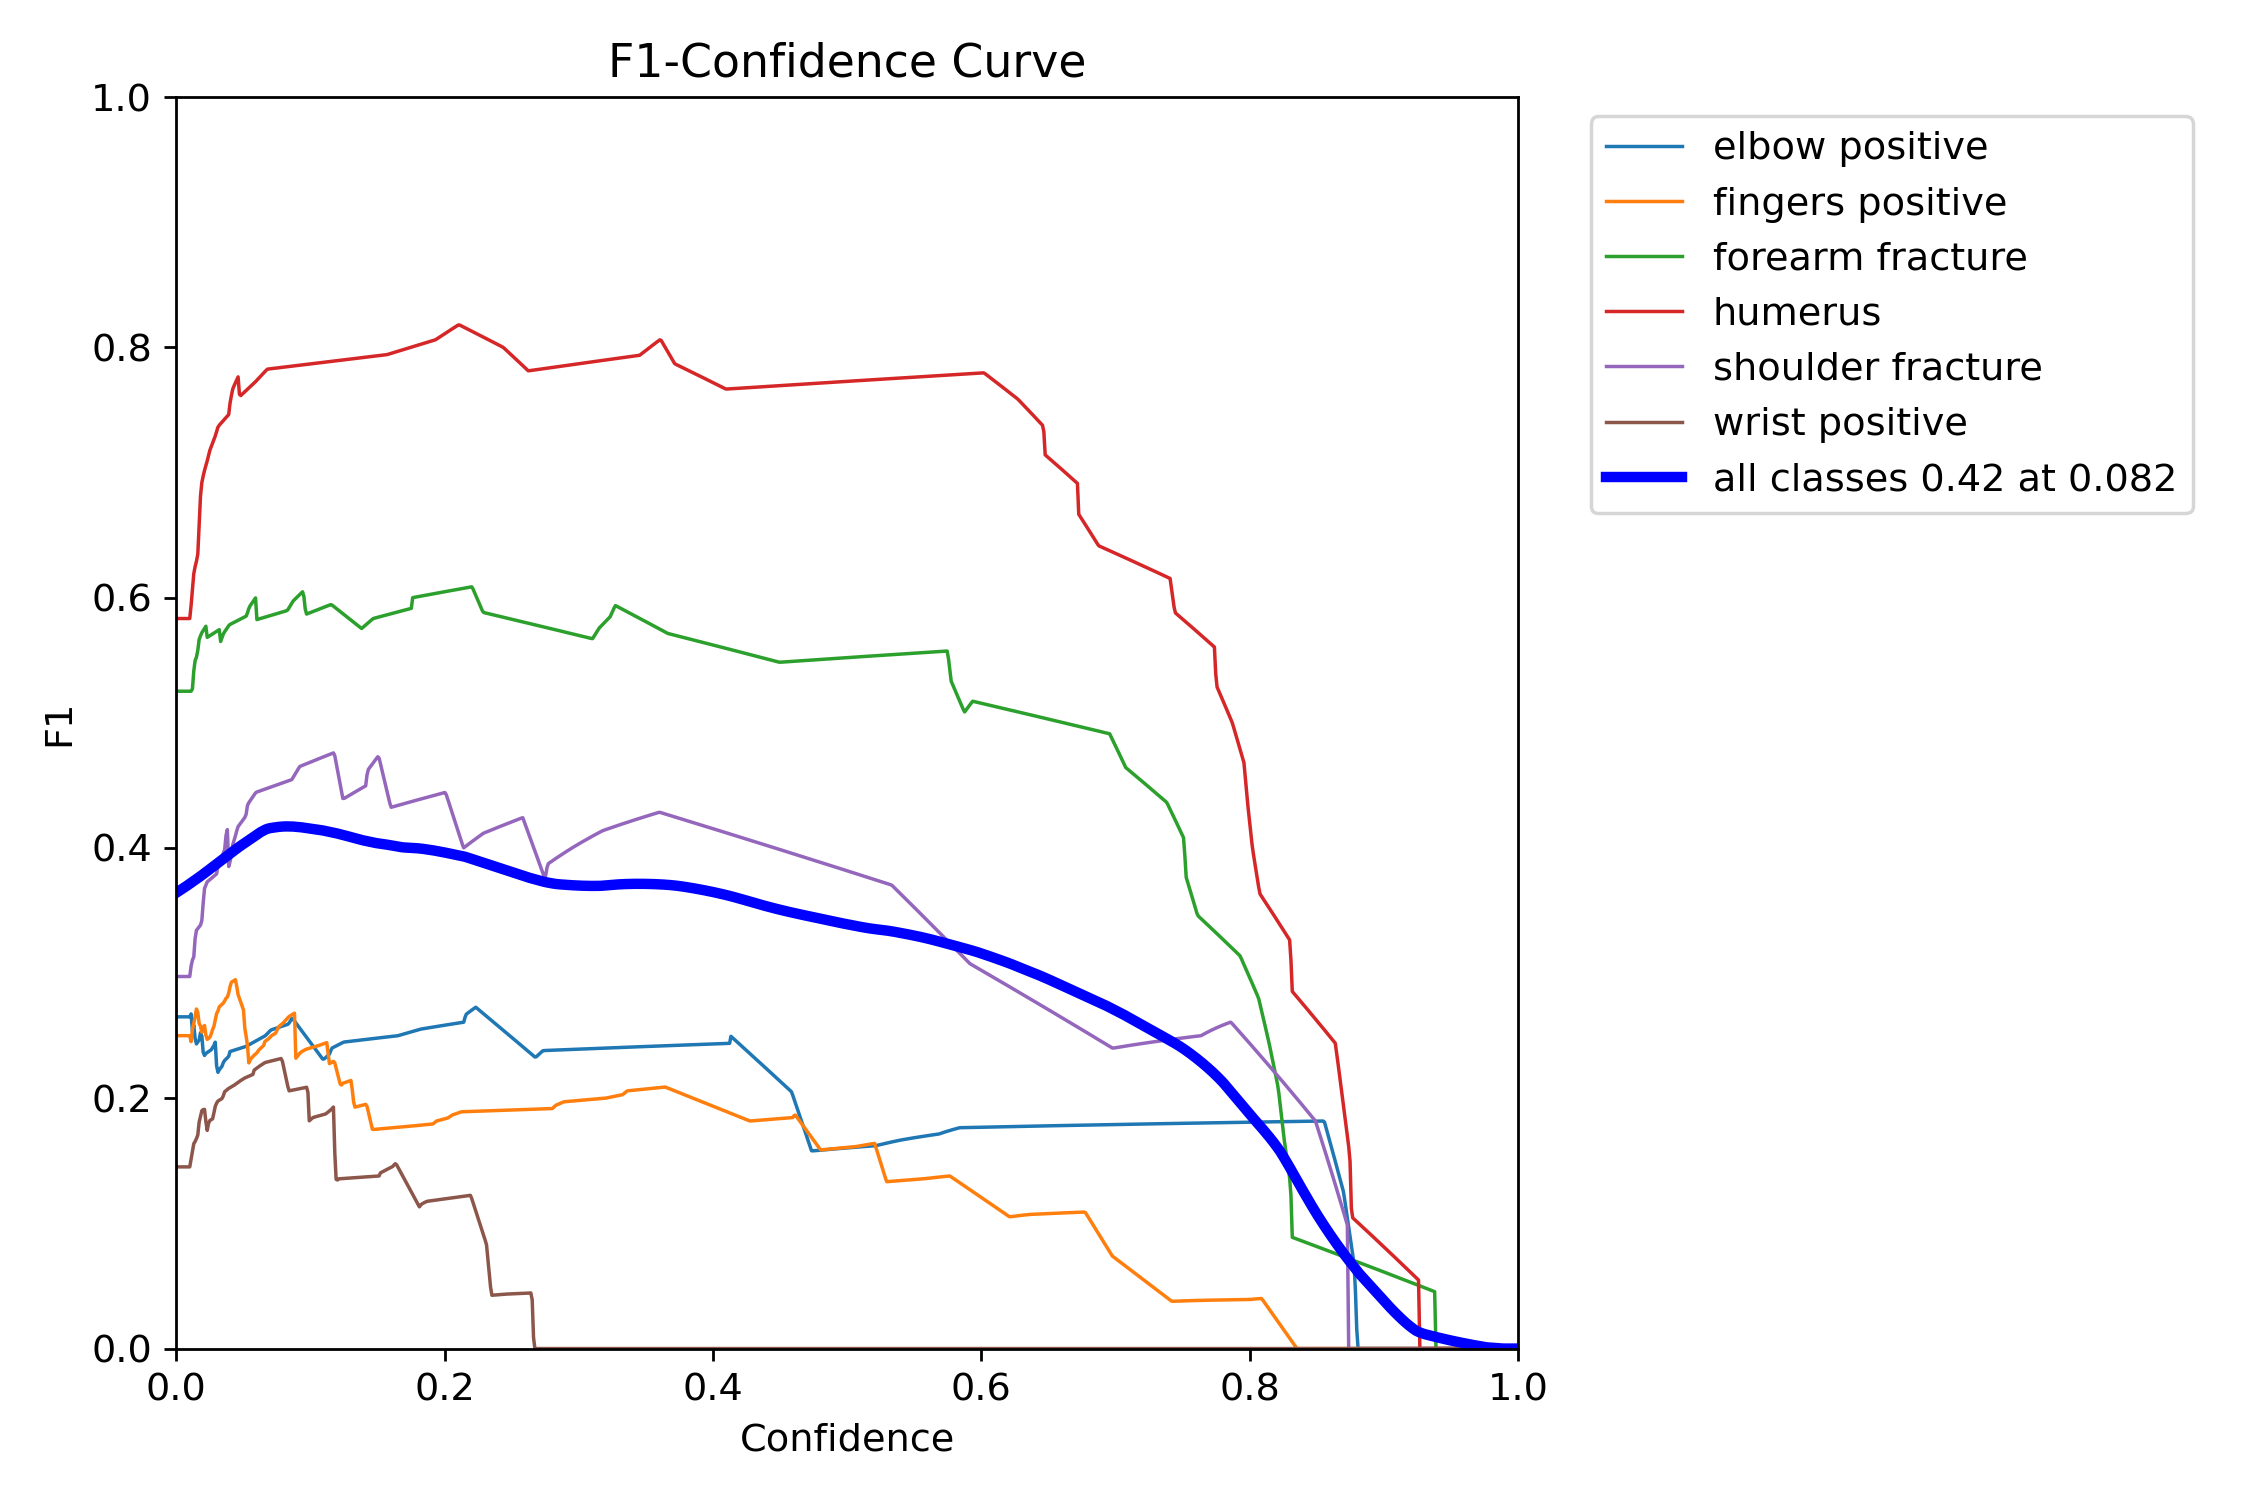 F1-Confidence Curve
1.0
0.8
0.6
0.4
0.2
0.0
F1
0.0 0.2 0.4 0.6 0.8 1.0
Confidence
elbow positive
fingers positive
forearm fracture
humerus
shoulder fracture
wrist positive
all classes 0.42 at 0.082